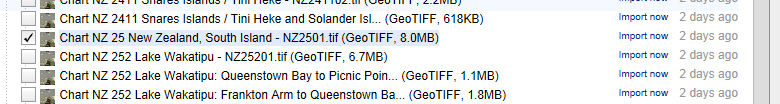 Chart NZ 2411 Snares Islands / Tini Heke and Solander Isl... (GeoTIFF, 618KB) Import now 2 days ago
Chart NZ 25 New Zealand, South Island - NZ2501.tif (GeoTIFF, 8.0MB) Import now 2 days ago
Chart NZ 252 Lake Wakatipu - NZ25201.tif (GeoTIFF, 6.7MB) Import now 2 days ago
Chart NZ 252 Lake Wakatipu: Queenstown Bay to Picnic Poin... (GeoTIFF, 1.1MB) Import now 2 days ago
Chart NZ 252 Lake Wakatipu: Frankton Arm to Queenstown Ba... (GeoTIFF, 1.8MB) Import now 2 days ago